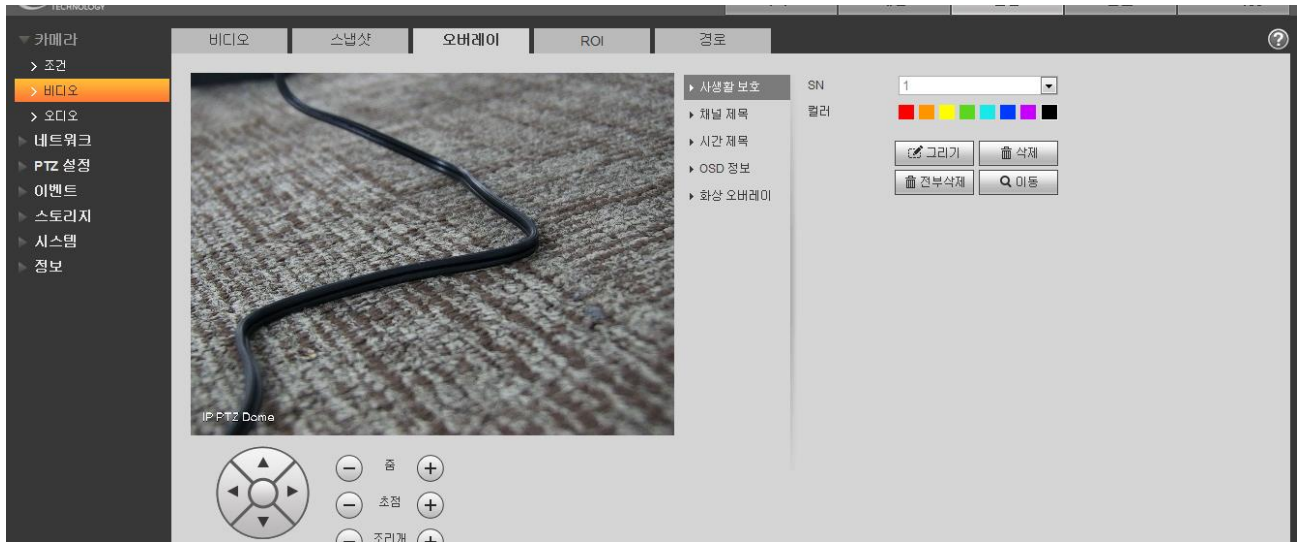 TECHNOLOGY
카메라
조건
비디오
오디오
네트워크
PTZ 설정
이벤트
스토리지
시스템
정보
비디오 스냅샷 오버레이 ROI 경로
IP PTZ Dome
줌
초점
조리개
사생활 보호
채널 제목
시간 제목
OSD 정보
화상 오버레이
SN 1
컬러
그리기 삭제
전부삭제 이동